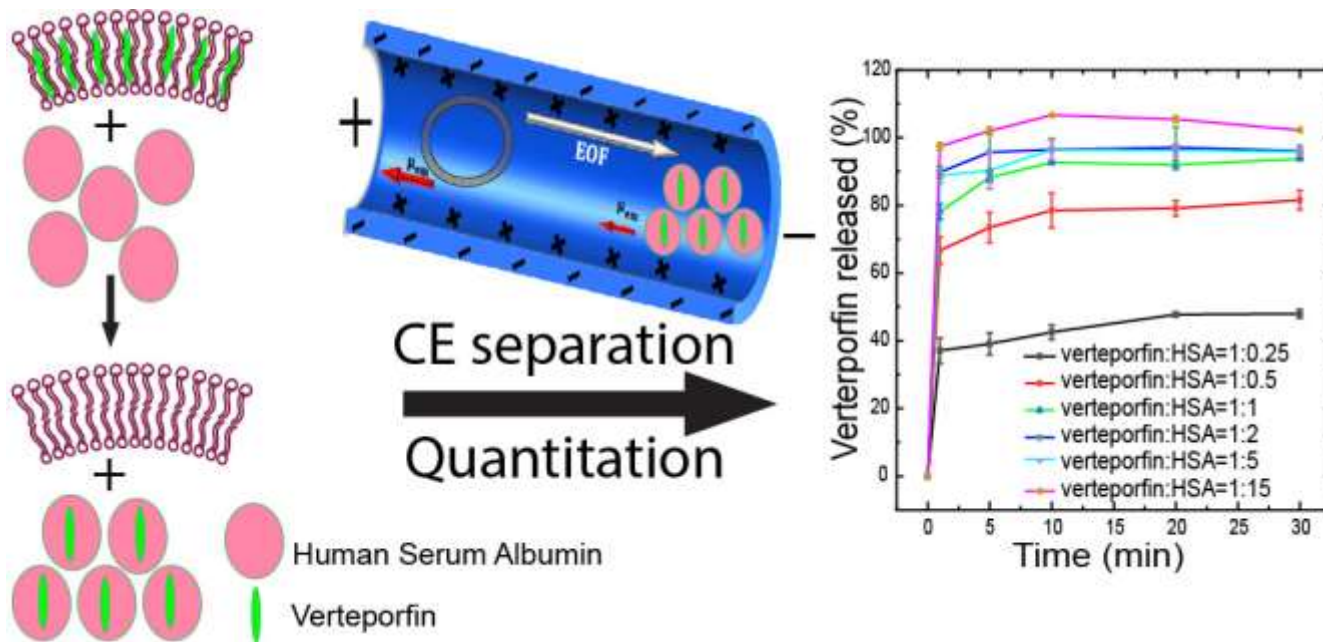 +
+
Human Serum Albumin
Verteporfin
+
EOF
μem
μem
−
CE separation
Quantitation
Verterporfin released (%)
120
100
80
60
40
20
0
verteporfin:HSA=1:0.25
verteporfin:HSA=1:0.5
verteporfin:HSA=1:1
verteporfin:HSA=1:2
verteporfin:HSA=1:5
verteporfin:HSA=1:15
0 5 10 15 20 25 30
Time (min)